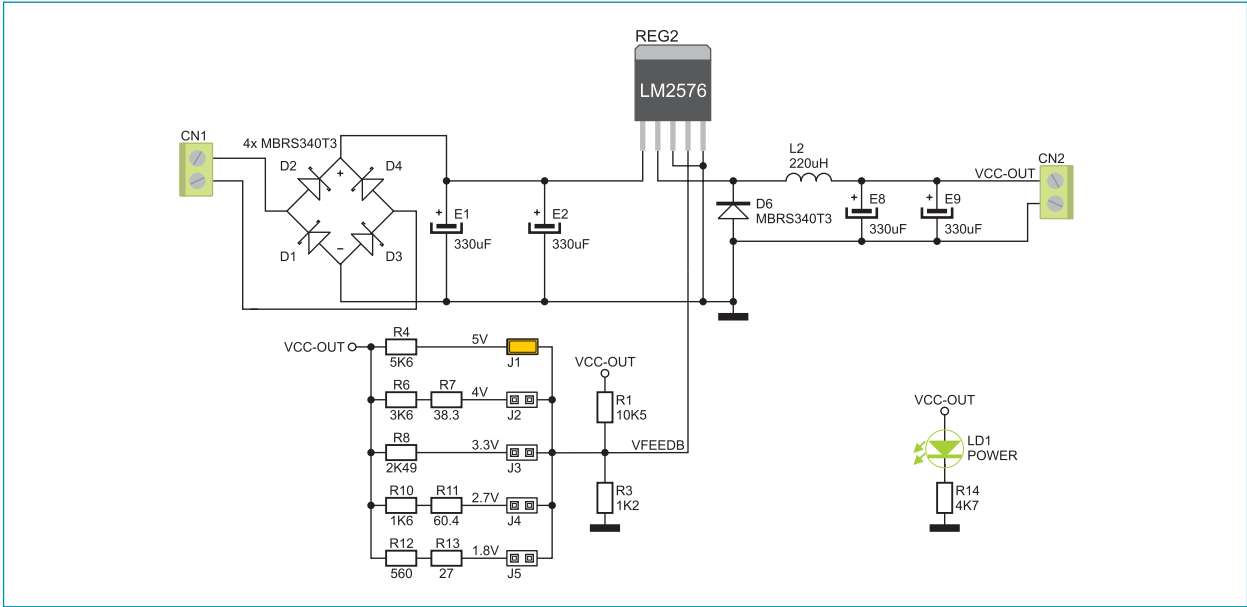 REG2
LM2576
CN1
4x MBRS340T3
D2
D4
+
D1
–
D3
+
E1
330uF
+
E2
330uF
L2
220uH
D6
MBRS340T3
+
E8
330uF
+
E9
330uF
VCC-OUT
CN2
VCC-OUT
R4
5K6
5V
J1
R6
3K6
R7
38.3
4V
J2
R8
2K49
3.3V
J3
R10
1K6
R11
60.4
2.7V
J4
R12
560
R13
27
1.8V
J5
VCC-OUT
R1
10K5
VFEEDB
R3
1K2
VCC-OUT
LD1
POWER
R14
4K7